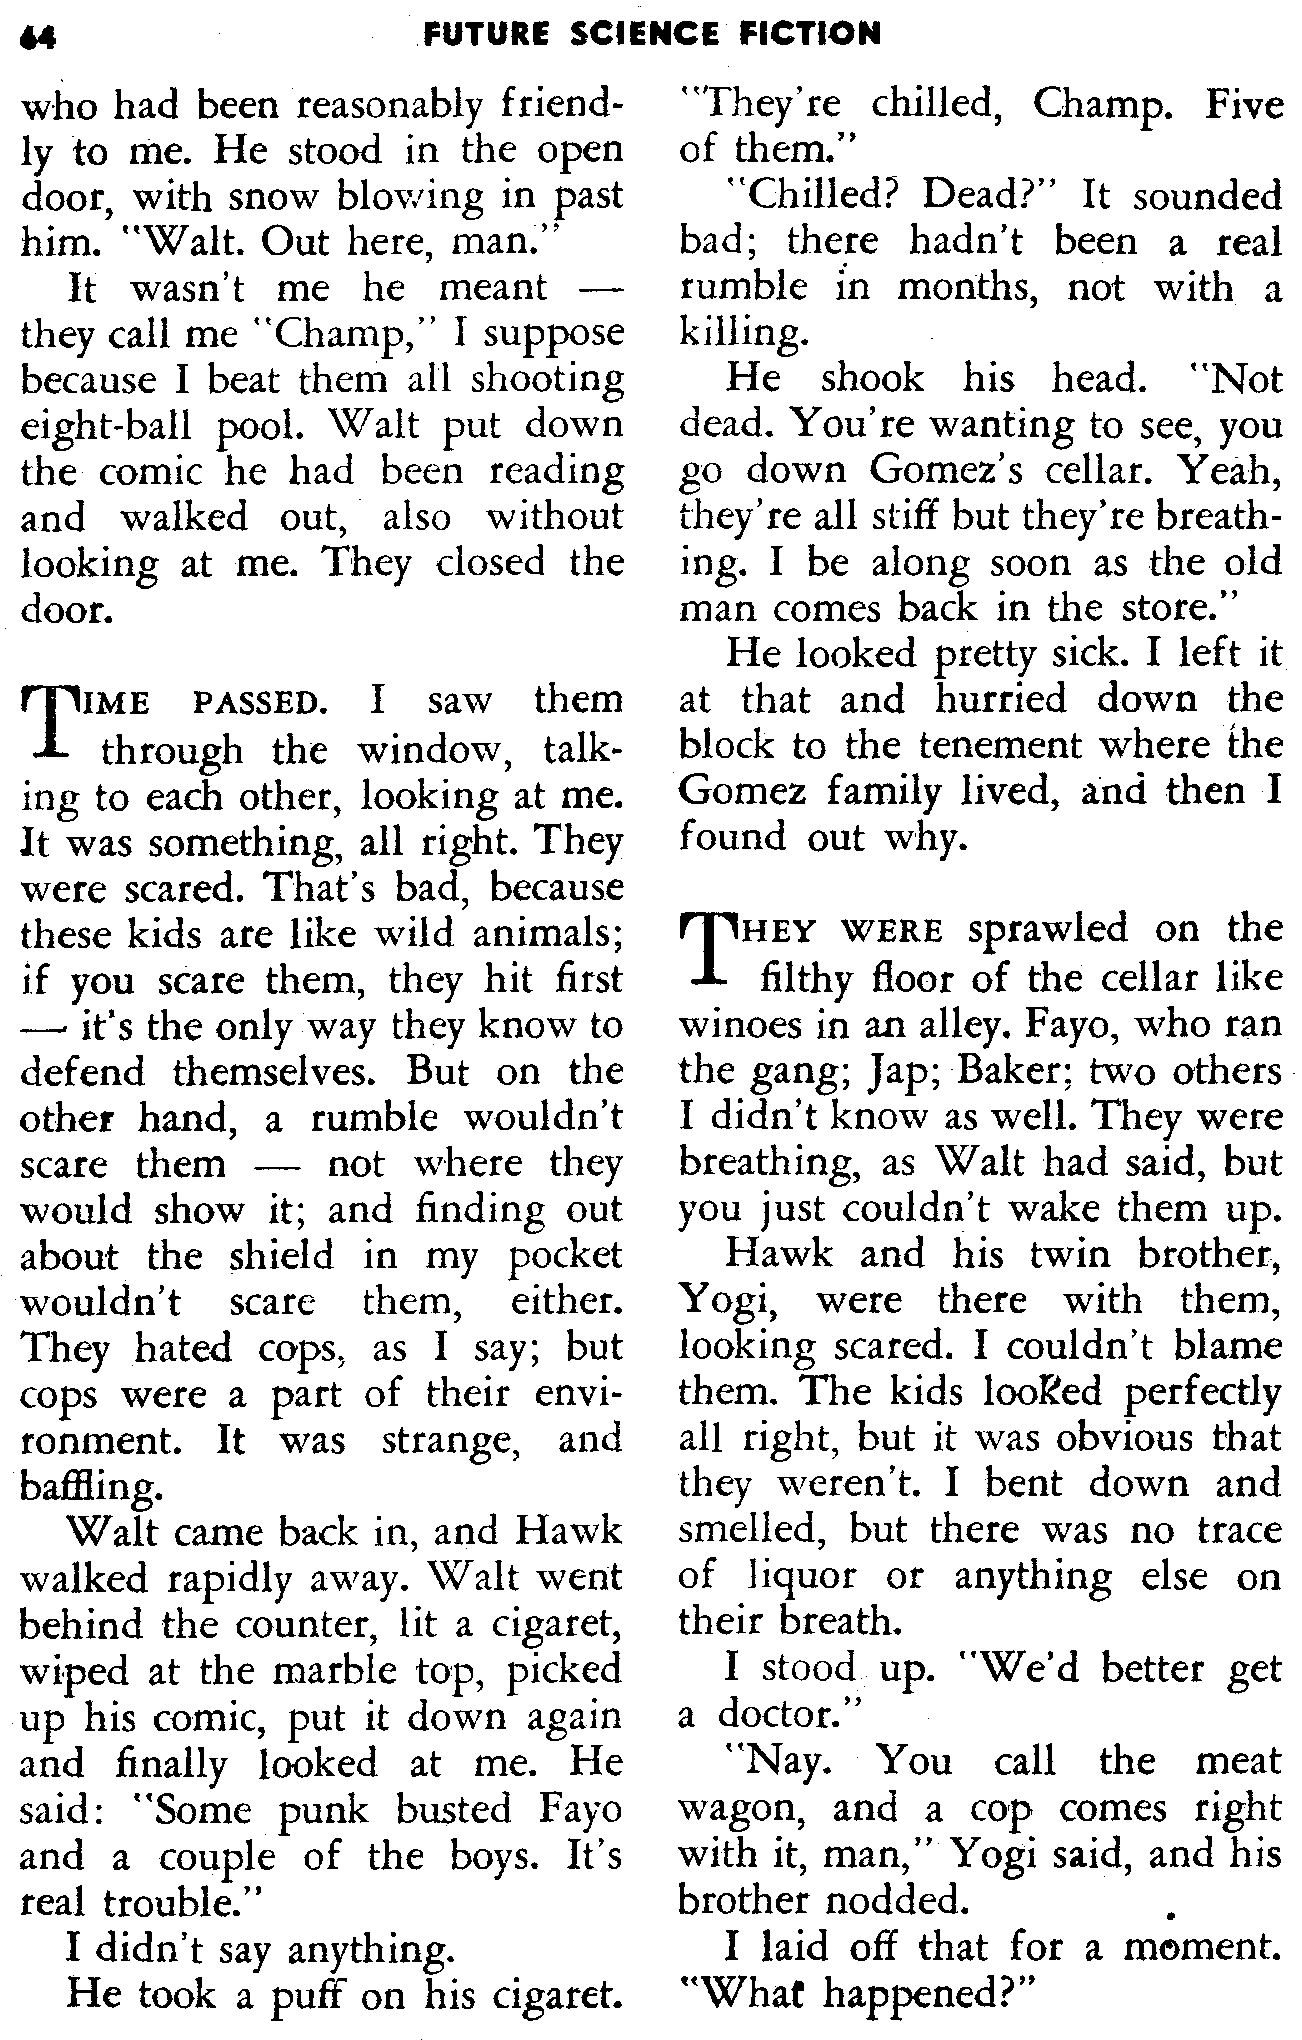 64
FUTURE SCIENCE FICTION
who had been reasonably friend-
ly to me. He stood in the open
door, with snow blowing in past
him. "Walt. Out here, man."
It wasn't me he meant —
they call me "Champ," I suppose
because I beat them all shooting
eight-ball pool. Walt put down
the comic he had been reading
and walked out, also without
looking at me. They closed the
door.
TIME PASSED. I saw them
through the window, talk-
ing to each other, looking at me.
It was something, all right. They
were scared. That's bad, because
these kids are like wild animals;
if you scare them, they hit first
— it's the only way they know to
defend themselves. But on the
other hand, a rumble wouldn't
scare them — not where they
would show it; and finding out
about the shield in my pocket
wouldn't scare them, either.
They hated cops, as I say; but
cops were a part of their envi-
ronment. It was strange, and
baffling.
Walt came back in, and Hawk
walked rapidly away. Walt went
behind the counter, lit a cigaret,
wiped at the marble top, picked
up his comic, put it down again
and finally looked at me. He
said: "Some punk busted Fayo
and a couple of the boys. It's
real trouble."
I didn't say anything.
He took a puff on his cigaret.
"They're chilled, Champ. Five
of them."
"Chilled? Dead?" It sounded
bad; there hadn't been a real
rumble in months, not with a
killing.
He shook his head. "Not
dead. You're wanting to see, you
go down Gomez's cellar. Yeah,
they're all stiff but they're breath-
ing. I be along soon as the old
man comes back in the store."
He looked pretty sick. I left it
at that and hurried down the
block to the tenement where the
Gomez family lived, and then I
found out why.
THEY WERE sprawled on the
filthy floor of the cellar like
winoes in an alley. Fayo, who ran
the gang; Jap; Baker; two others
I didn't know as well. They were
breathing, as Walt had said, but
you just couldn't wake them up.
Hawk and his twin brother,
Yogi, were there with them,
looking scared. I couldn't blame
them. The kids looked perfectly
all right, but it was obvious that
they weren't. I bent down and
smelled, but there was no trace
of liquor or anything else on
their breath.
I stood up. "We'd better get
a doctor."
"Nay. You call the meat
wagon, and a cop comes right
with it, man," Yogi said, and his
brother nodded.
I laid off that for a moment.
"What happened?"